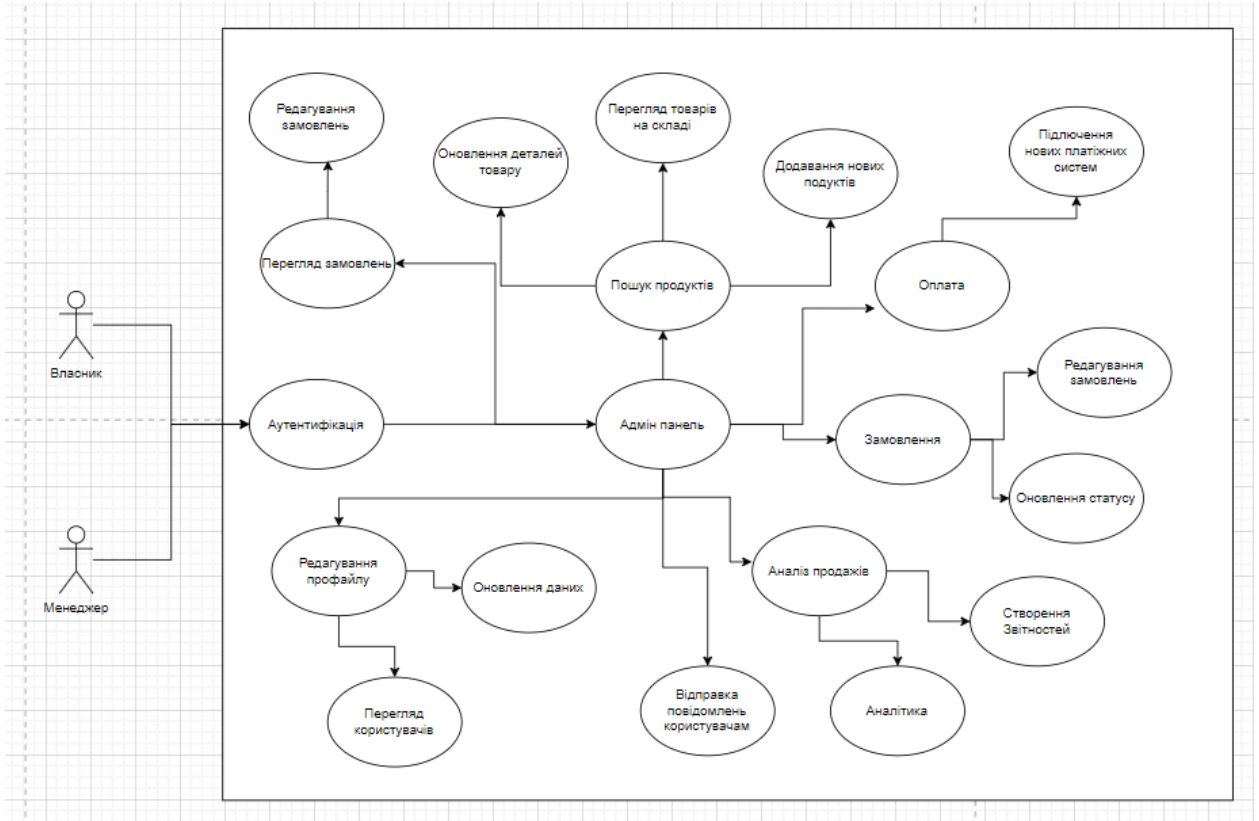 Редагування
замовлень
Перегляд товарів
на складі
Підлючення
нових платіжних
систем
Оновлення деталей
товару
Додавання нових
подуктів
Перегляд замовлень
Пошук продуктів
Оплата
Власник
Редагування
замовлень
Аутентифікація
Адмін панель
Замовлення
Оновлення статусу
Редагування
профайлу
Аналіз продажів
Оновлення даних
Менеджер
Створення
Звітностей
Перегляд
користувачів
Відправка
повідомлень
користувачам
Аналітика